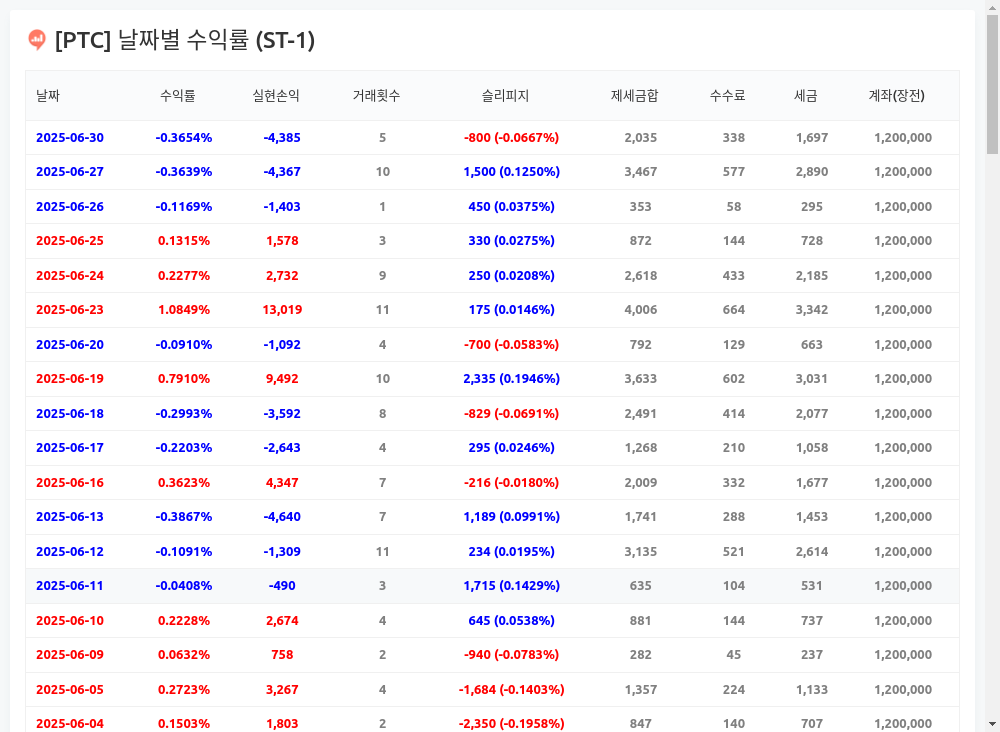 [PTC] 날짜별 수익률 (ST-1)
날짜 수익률 실현손익 거래횟수 슬리피지 제세금합 수수료 세금 계좌(장전)
2025-06-30 -0.3654% -4,385 5 -800 (-0.0667%) 2,035 338 1,697 1,200,000
2025-06-27 -0.3639% -4,367 10 1,500 (0.1250%) 3,467 577 2,890 1,200,000
2025-06-26 -0.1169% -1,403 1 450 (0.0375%) 353 58 295 1,200,000
2025-06-25 0.1315% 1,578 3 330 (0.0275%) 872 144 728 1,200,000
2025-06-24 0.2277% 2,732 9 250 (0.0208%) 2,618 433 2,185 1,200,000
2025-06-23 1.0849% 13,019 11 175 (0.0146%) 4,006 664 3,342 1,200,000
2025-06-20 -0.0910% -1,092 4 -700 (-0.0583%) 792 129 663 1,200,000
2025-06-19 0.7910% 9,492 10 2,335 (0.1946%) 3,633 602 3,031 1,200,000
2025-06-18 -0.2993% -3,592 8 -829 (-0.0691%) 2,491 414 2,077 1,200,000
2025-06-17 -0.2203% -2,643 4 295 (0.0246%) 1,268 210 1,058 1,200,000
2025-06-16 0.3623% 4,347 7 -216 (-0.0180%) 2,009 332 1,677 1,200,000
2025-06-13 -0.3867% -4,640 7 1,189 (0.0991%) 1,741 288 1,453 1,200,000
2025-06-12 -0.1091% -1,309 11 234 (0.0195%) 3,135 521 2,614 1,200,000
2025-06-11 -0.0408% -490 3 1,715 (0.1429%) 635 104 531 1,200,000
2025-06-10 0.2228% 2,674 4 645 (0.0538%) 881 144 737 1,200,000
2025-06-09 0.0632% 758 2 -940 (-0.0783%) 282 45 237 1,200,000
2025-06-05 0.2723% 3,267 4 -1,684 (-0.1403%) 1,357 224 1,133 1,200,000
2025-06-04 0.1503% 1,803 2 -2,350 (-0.1958%) 847 140 707 1,200,000